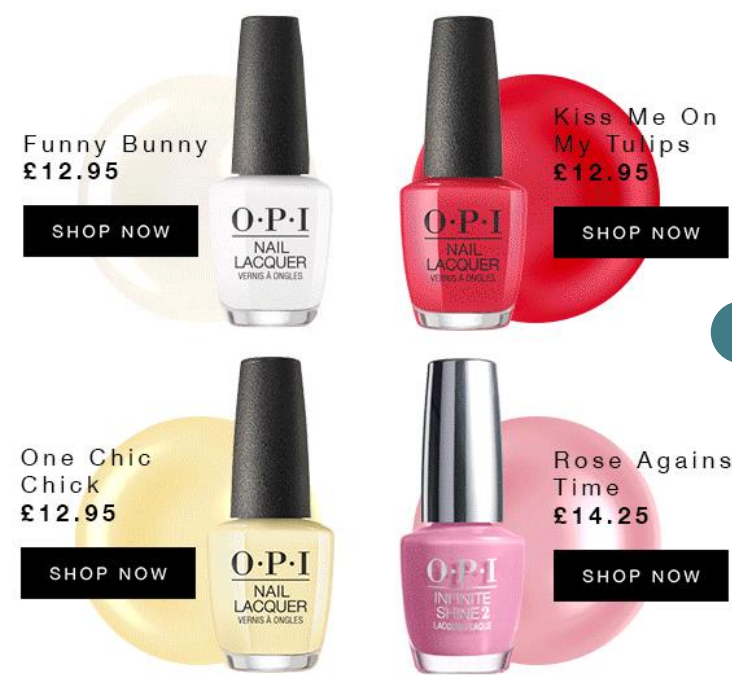 Funny Bunny
£12.95
SHOP NOW
O·P·I
NAIL
LACQUER
VERNIS À ONGLES
Kiss Me On
My Tulips
£12.95
SHOP NOW
O·P·I
NAIL
LACQUER
VERNIS À ONGLES
One Chic
Chick
£12.95
SHOP NOW
O·P·I
NAIL
LACQUER
VERNIS À ONGLES
Rose Agains
Time
£14.25
SHOP NOW
O·P·I
INFINITE
SHINE 2